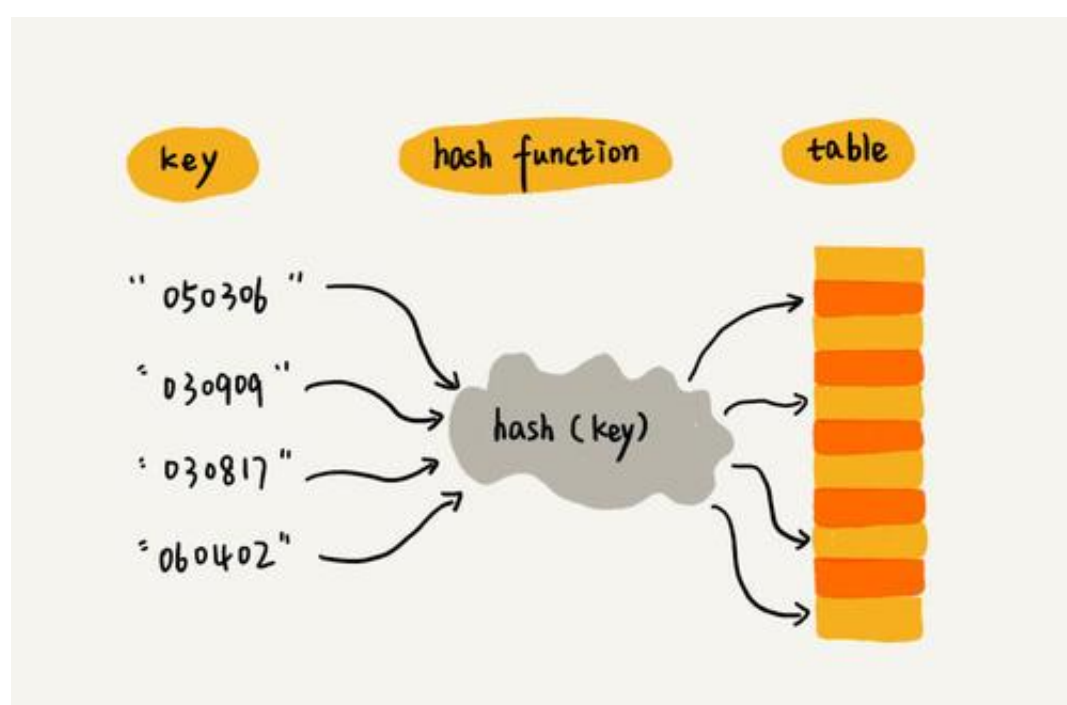 key
hash function
table
"050306"
"030909"
"030817"
"060402"
hash (key)